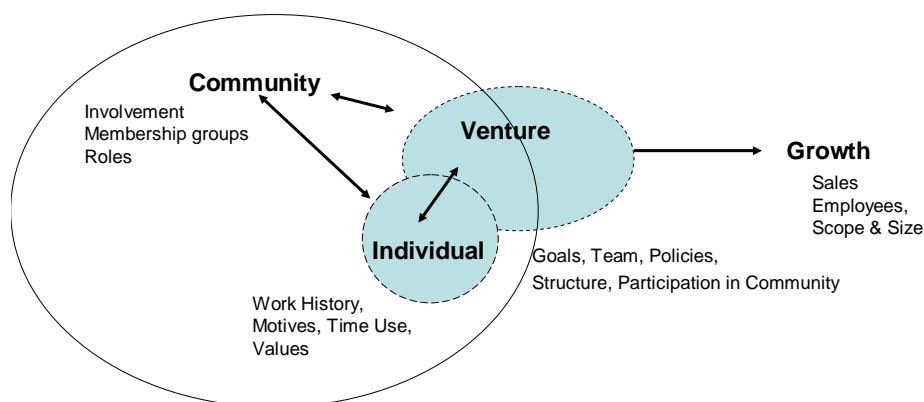 Community
Involvement
Membership groups
Roles
Venture
Growth
Sales
Employees,
Scope & Size
Individual
Goals, Team, Policies,
Structure, Participation in Community
Work History,
Motives, Time Use,
Values